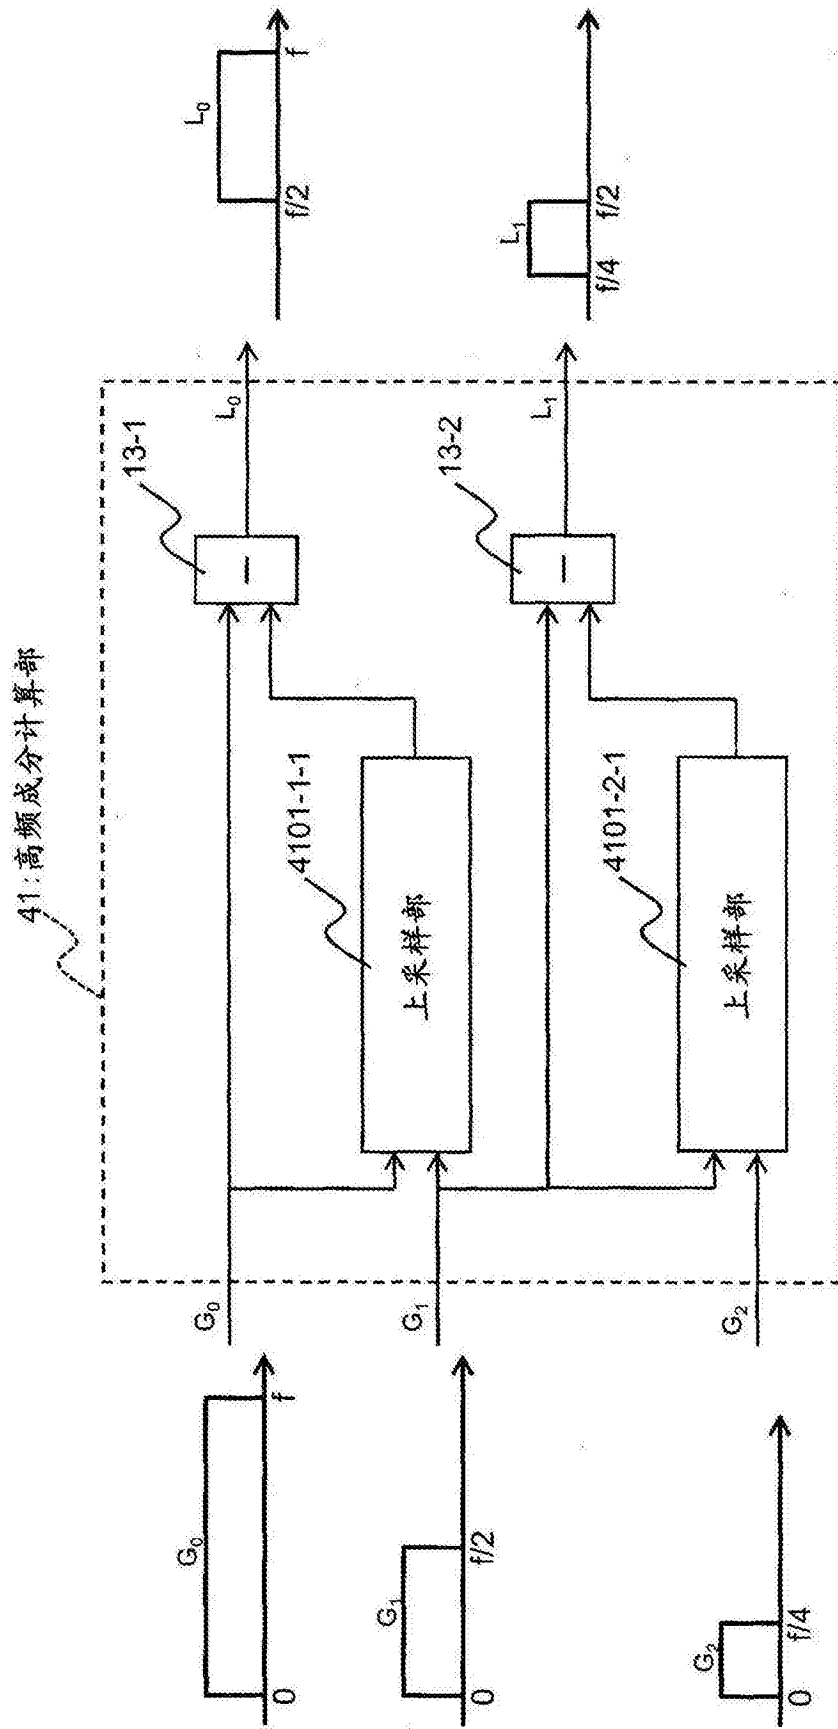 41:高频成分计算部
G₀
0
f
G₁
0
f/2
G₂
0
f/4
G₀
G₁
G₂
4101-1-1
上采样部
4101-2-1
上采样部
13-1
−
13-2
−
L₀
L₁
L₀
f/2
f
L₁
f/4
f/2